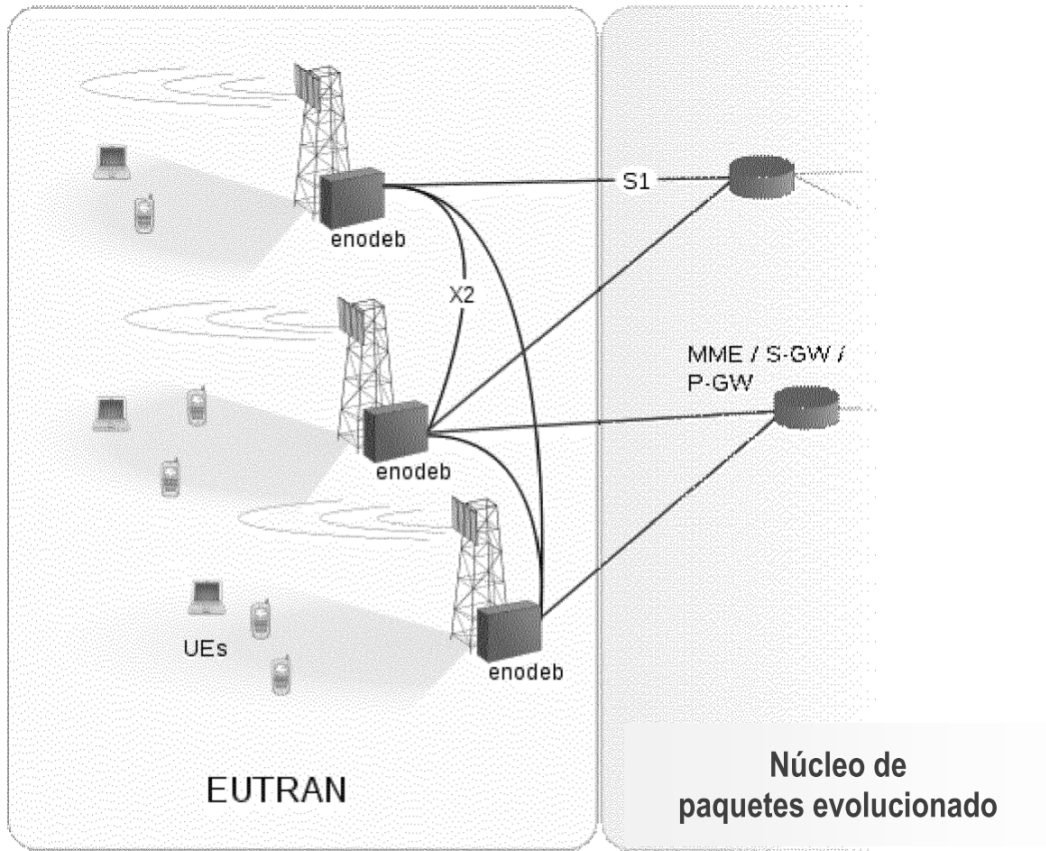 S1
enodeb
X2
MME / S-GW /
P-GW
enodeb
UEs
enodeb
EUTRAN
Núcleo de
paquetes evolucionado